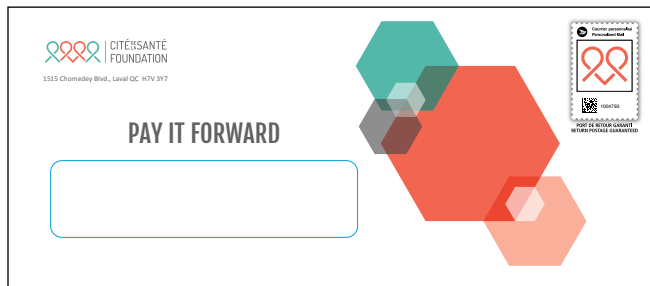 CITÉ DE LA SANTÉ
FOUNDATION
1515 Chomedey Blvd., Laval QC H7V 3Y7
PAY IT FORWARD
Courrier personnalisé
Personalized Mail
1004793
PORT DE RETOUR GARANTI
RETURN POSTAGE GUARANTEED